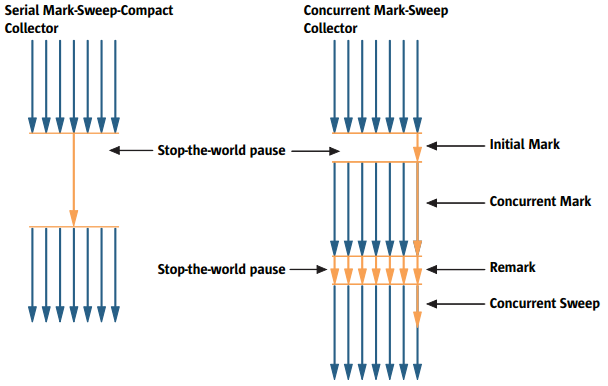 Serial Mark-Sweep-Compact
Collector
Concurrent Mark-Sweep
Collector
Stop-the-world pause
Initial Mark
Concurrent Mark
Stop-the-world pause
Remark
Concurrent Sweep